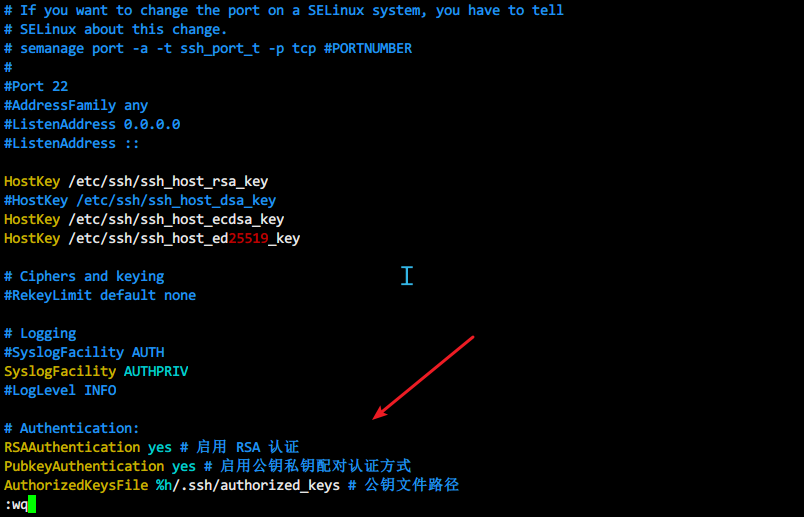 # If you want to change the port on a SELinux system, you have to tell
# SELinux about this change.
# semanage port -a -t ssh_port_t -p tcp #PORTNUMBER
#
#Port 22
#AddressFamily any
#ListenAddress 0.0.0.0
#ListenAddress ::
HostKey /etc/ssh/ssh_host_rsa_key
#HostKey /etc/ssh/ssh_host_dsa_key
HostKey /etc/ssh/ssh_host_ecdsa_key
HostKey /etc/ssh/ssh_host_ed25519_key
# Ciphers and keying
#RekeyLimit default none
# Logging
#SyslogFacility AUTH
SyslogFacility AUTHPRIV
#LogLevel INFO
# Authentication:
RSAAuthentication yes # 启用 RSA 认证
PubkeyAuthentication yes # 启用公钥私钥配对认证方式
AuthorizedKeysFile %h/.ssh/authorized_keys # 公钥文件路径
:wq